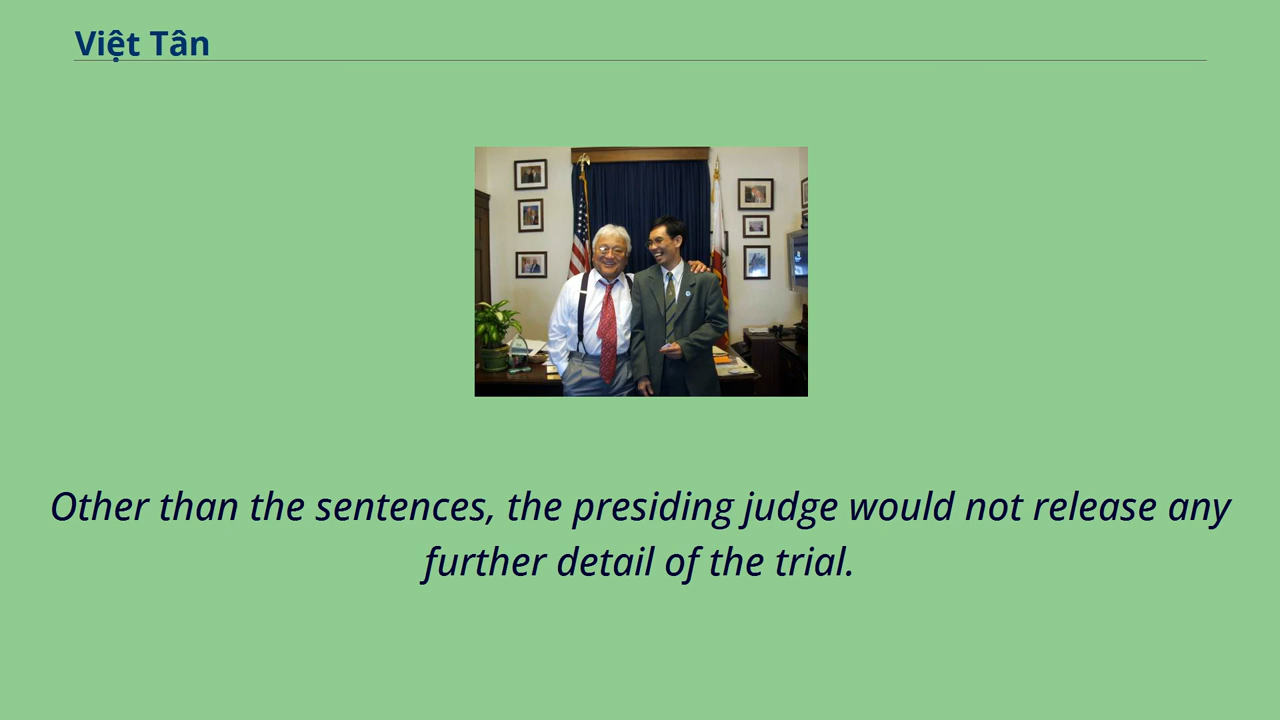 Việt Tân
Other than the sentences, the presiding judge would not release any
further detail of the trial.